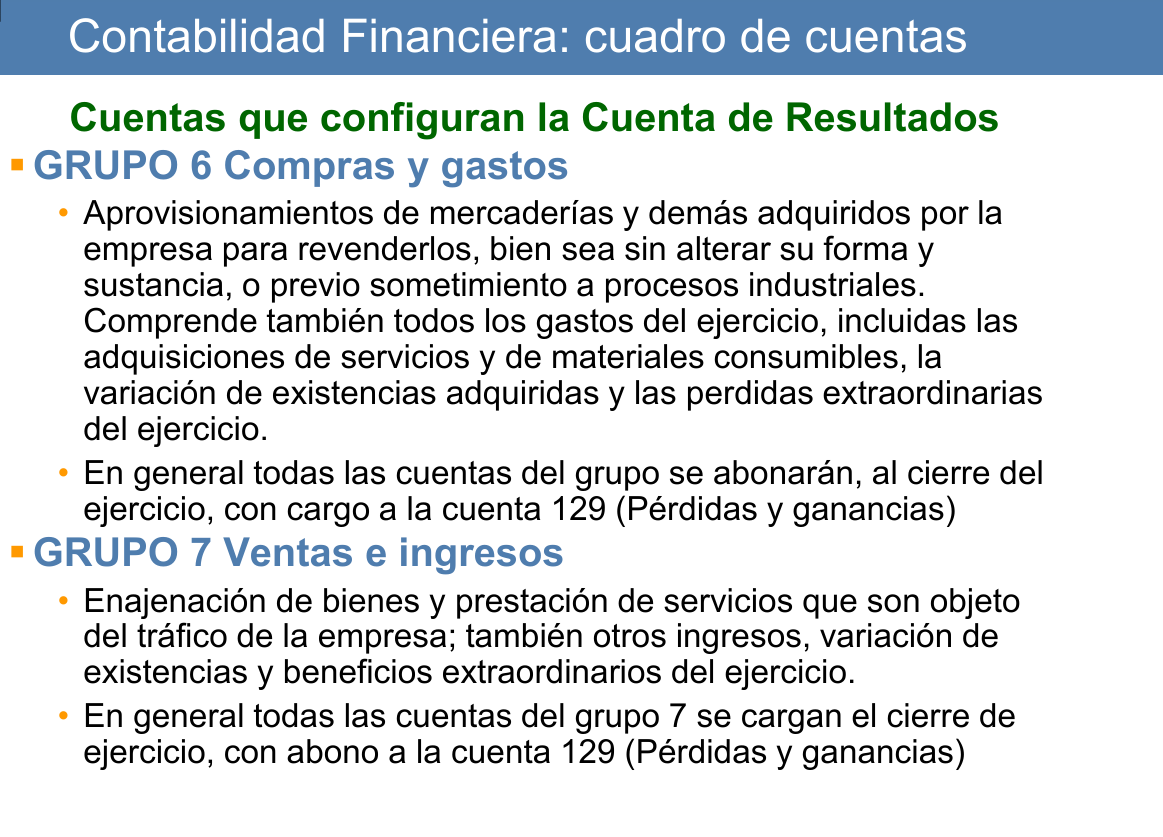 Contabilidad Financiera: cuadro de cuentas
Cuentas que configuran la Cuenta de Resultados
▪ GRUPO 6 Compras y gastos
• Aprovisionamientos de mercaderías y demás adquiridos por la
empresa para revenderlos, bien sea sin alterar su forma y
sustancia, o previo sometimiento a procesos industriales.
Comprende también todos los gastos del ejercicio, incluidas las
adquisiciones de servicios y de materiales consumibles, la
variación de existencias adquiridas y las perdidas extraordinarias
del ejercicio.
• En general todas las cuentas del grupo se abonarán, al cierre del
ejercicio, con cargo a la cuenta 129 (Pérdidas y ganancias)
▪ GRUPO 7 Ventas e ingresos
• Enajenación de bienes y prestación de servicios que son objeto
del tráfico de la empresa; también otros ingresos, variación de
existencias y beneficios extraordinarios del ejercicio.
• En general todas las cuentas del grupo 7 se cargan el cierre de
ejercicio, con abono a la cuenta 129 (Pérdidas y ganancias)